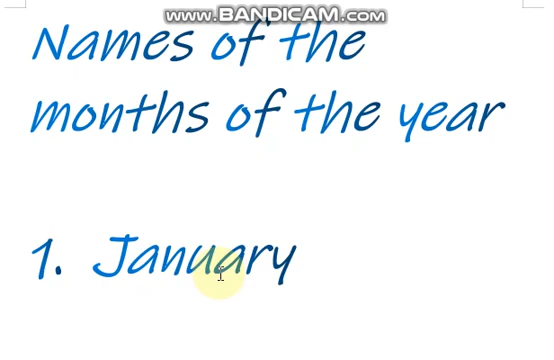 www.BANDICAM.com
Names of the
months of the year
1. January